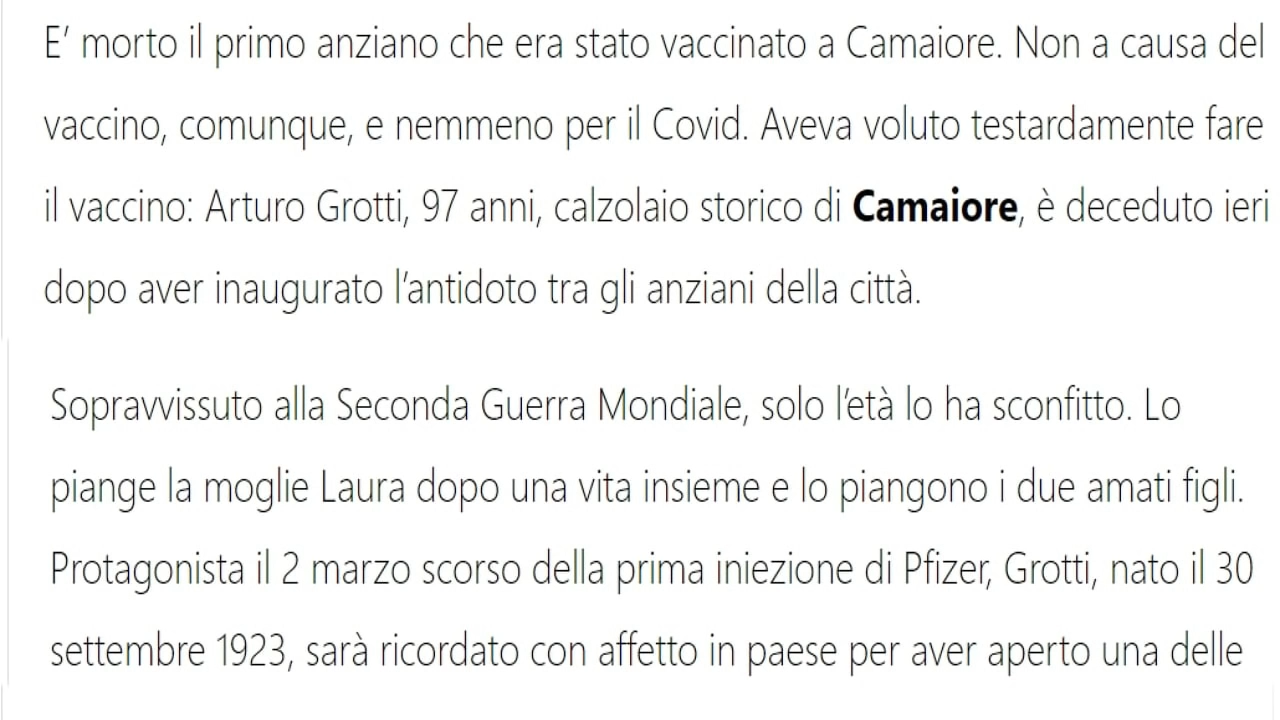 E’ morto il primo anziano che era stato vaccinato a Camaiore. Non a causa del
vaccino, comunque, e nemmeno per il Covid. Aveva voluto testardamente fare
il vaccino: Arturo Grotti, 97 anni, calzolaio storico di Camaiore, è deceduto ieri
dopo aver inaugurato l’antidoto tra gli anziani della città.
Sopravvissuto alla Seconda Guerra Mondiale, solo l’età lo ha sconfitto. Lo
piange la moglie Laura dopo una vita insieme e lo piangono i due amati figli.
Protagonista il 2 marzo scorso della prima iniezione di Pfizer, Grotti, nato il 30
settembre 1923, sarà ricordato con affetto in paese per aver aperto una delle